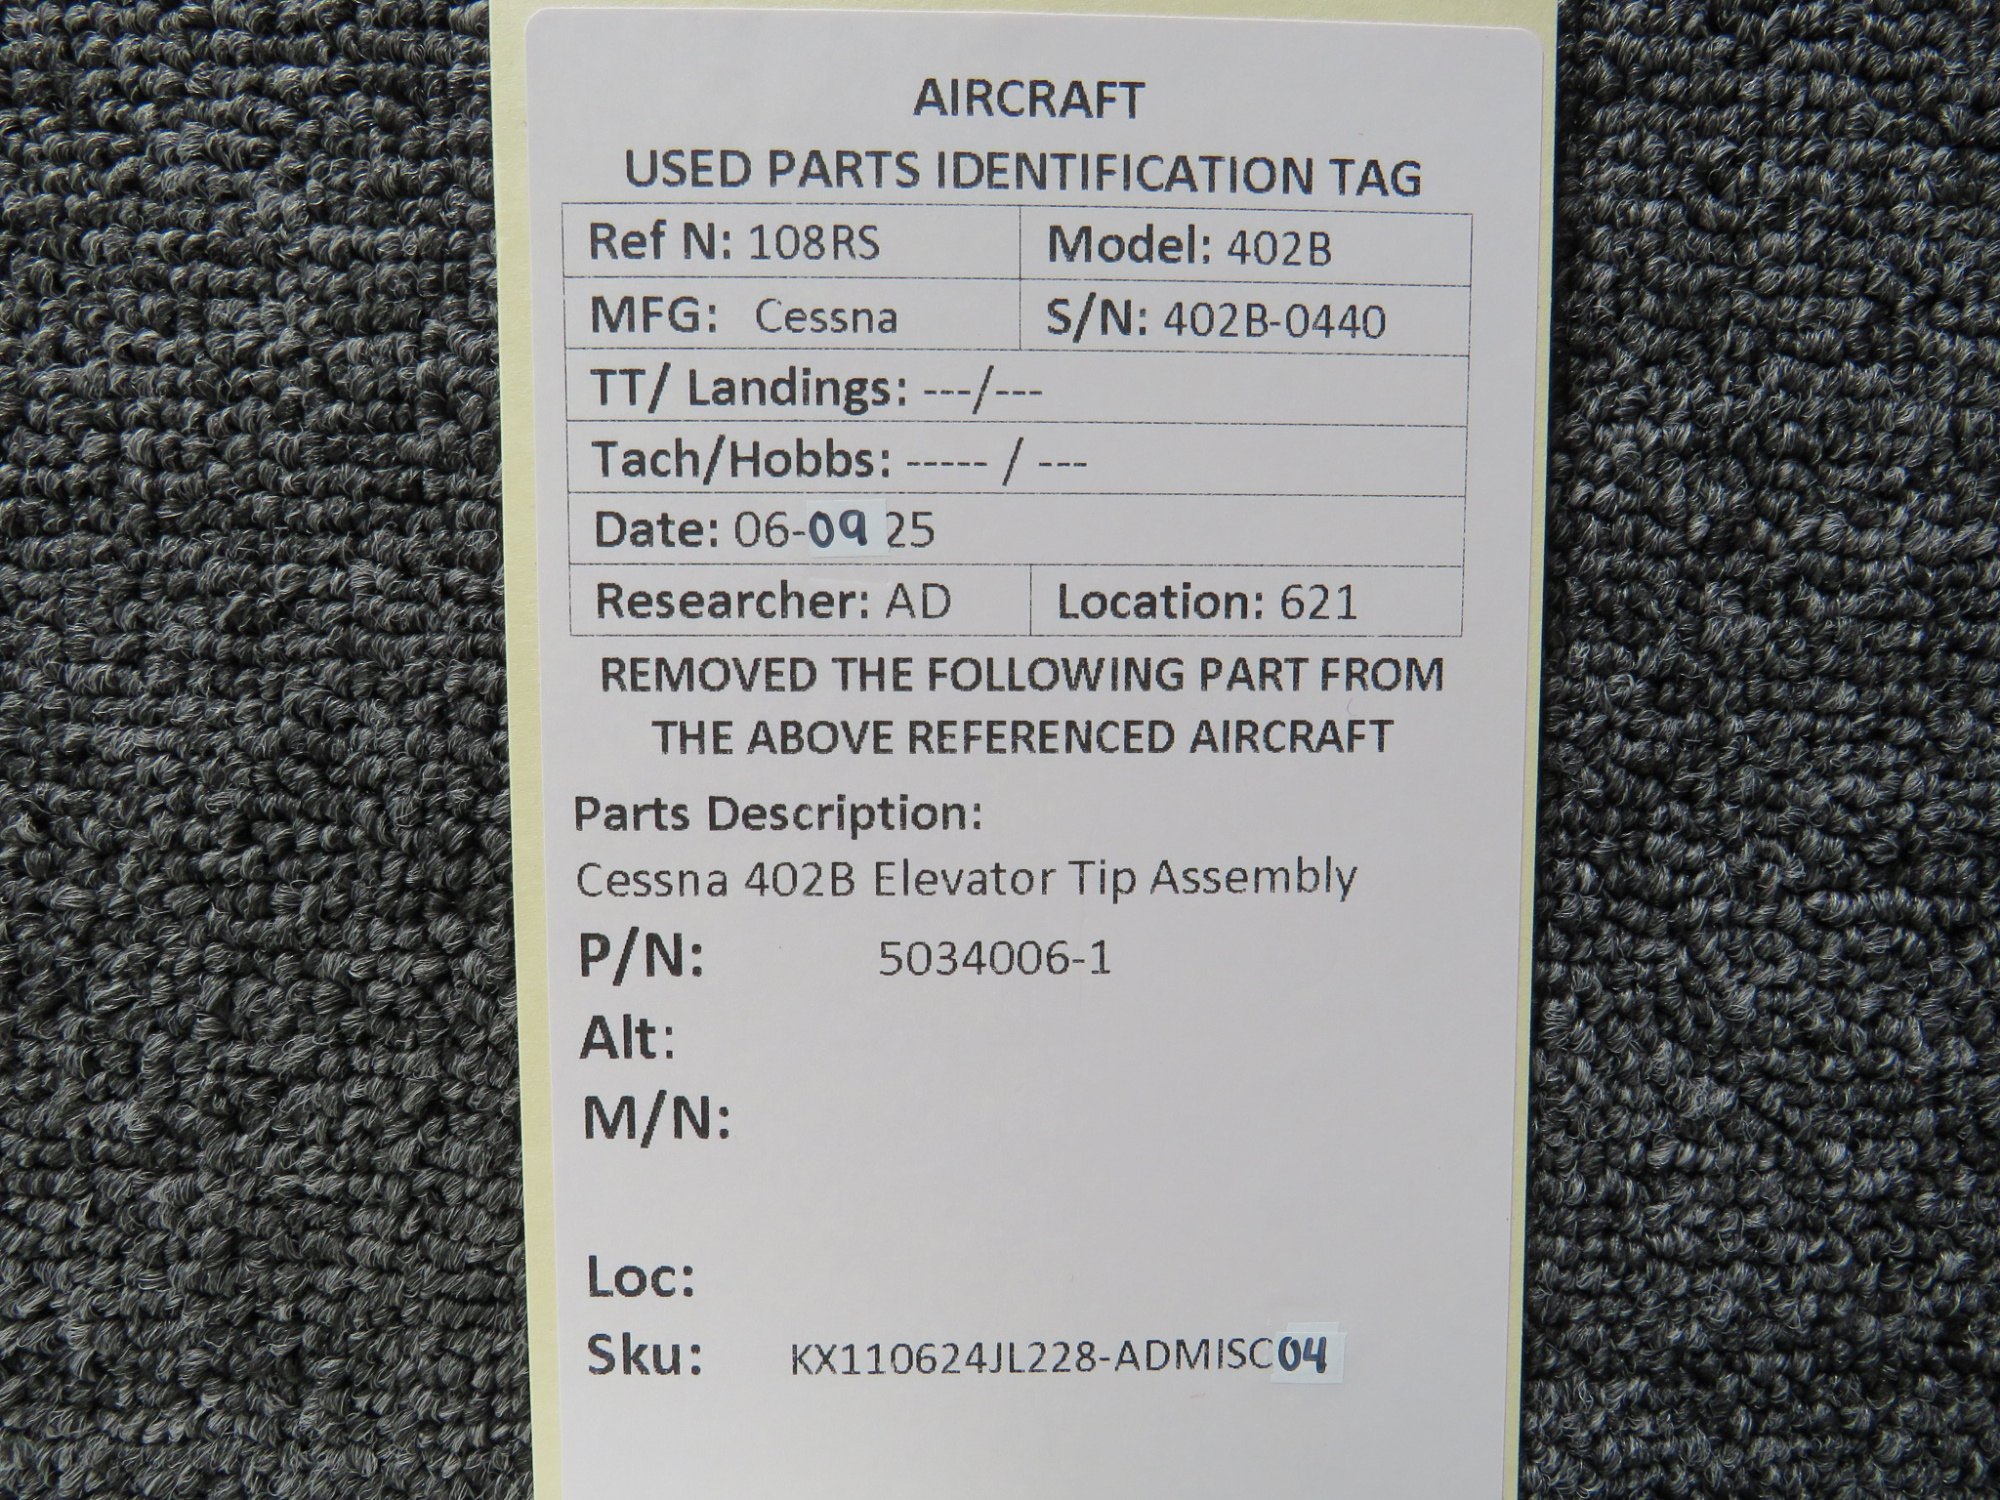 AIRCRAFT
USED PARTS IDENTIFICATION TAG
Ref N: 108RS Model: 402B
MFG: Cessna S/N: 402B-0440
TT/ Landings: ---/---
Tach/Hobbs: ----- / ---
Date: 06-09 25
Researcher: AD Location: 621
REMOVED THE FOLLOWING PART FROM
THE ABOVE REFERENCED AIRCRAFT
Parts Description:
Cessna 402B Elevator Tip Assembly
P/N: 5034006-1
Alt:
M/N:
Loc:
Sku: KX110624JL228-ADMISC04